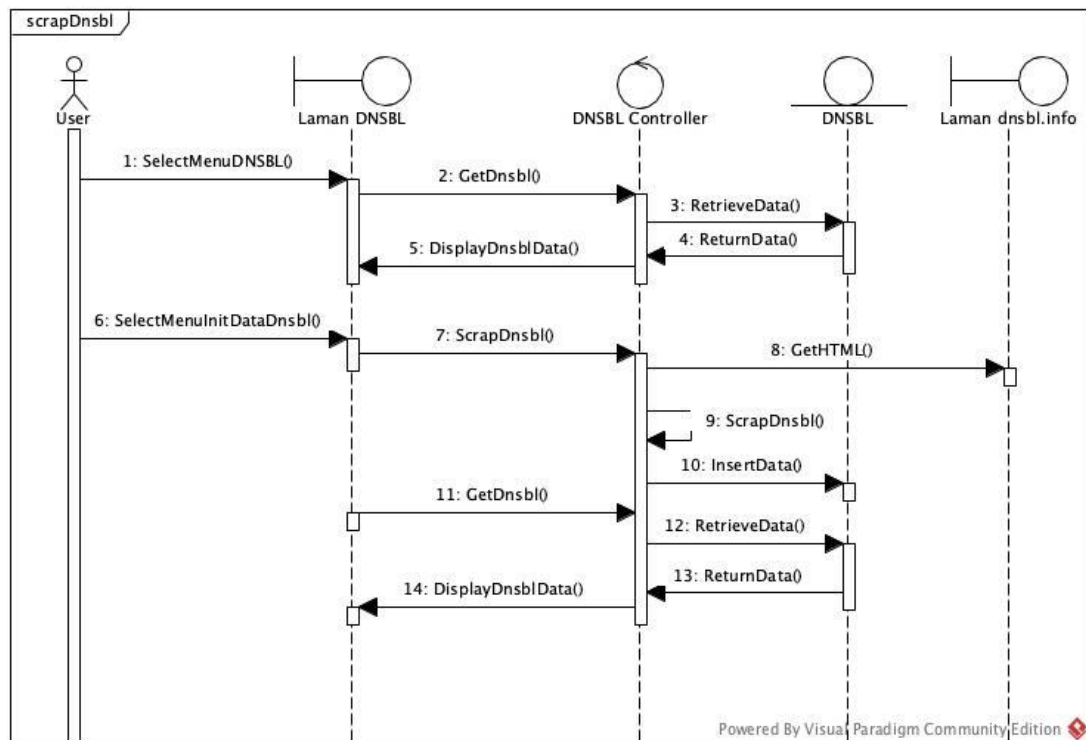 scrapDnsbl
User
Laman DNSBL
DNSBL Controller
DNSBL
Laman dnsbl.info
1: SelectMenuDNSBL()
2: GetDnsbl()
3: RetrieveData()
4: ReturnData()
5: DisplayDnsblData()
6: SelectMenuInitDataDnsbl()
7: ScrapDnsbl()
8: GetHTML()
9: ScrapDnsbl()
10: InsertData()
11: GetDnsbl()
12: RetrieveData()
13: ReturnData()
14: DisplayDnsblData()
Powered By Visual Paradigm Community Edition